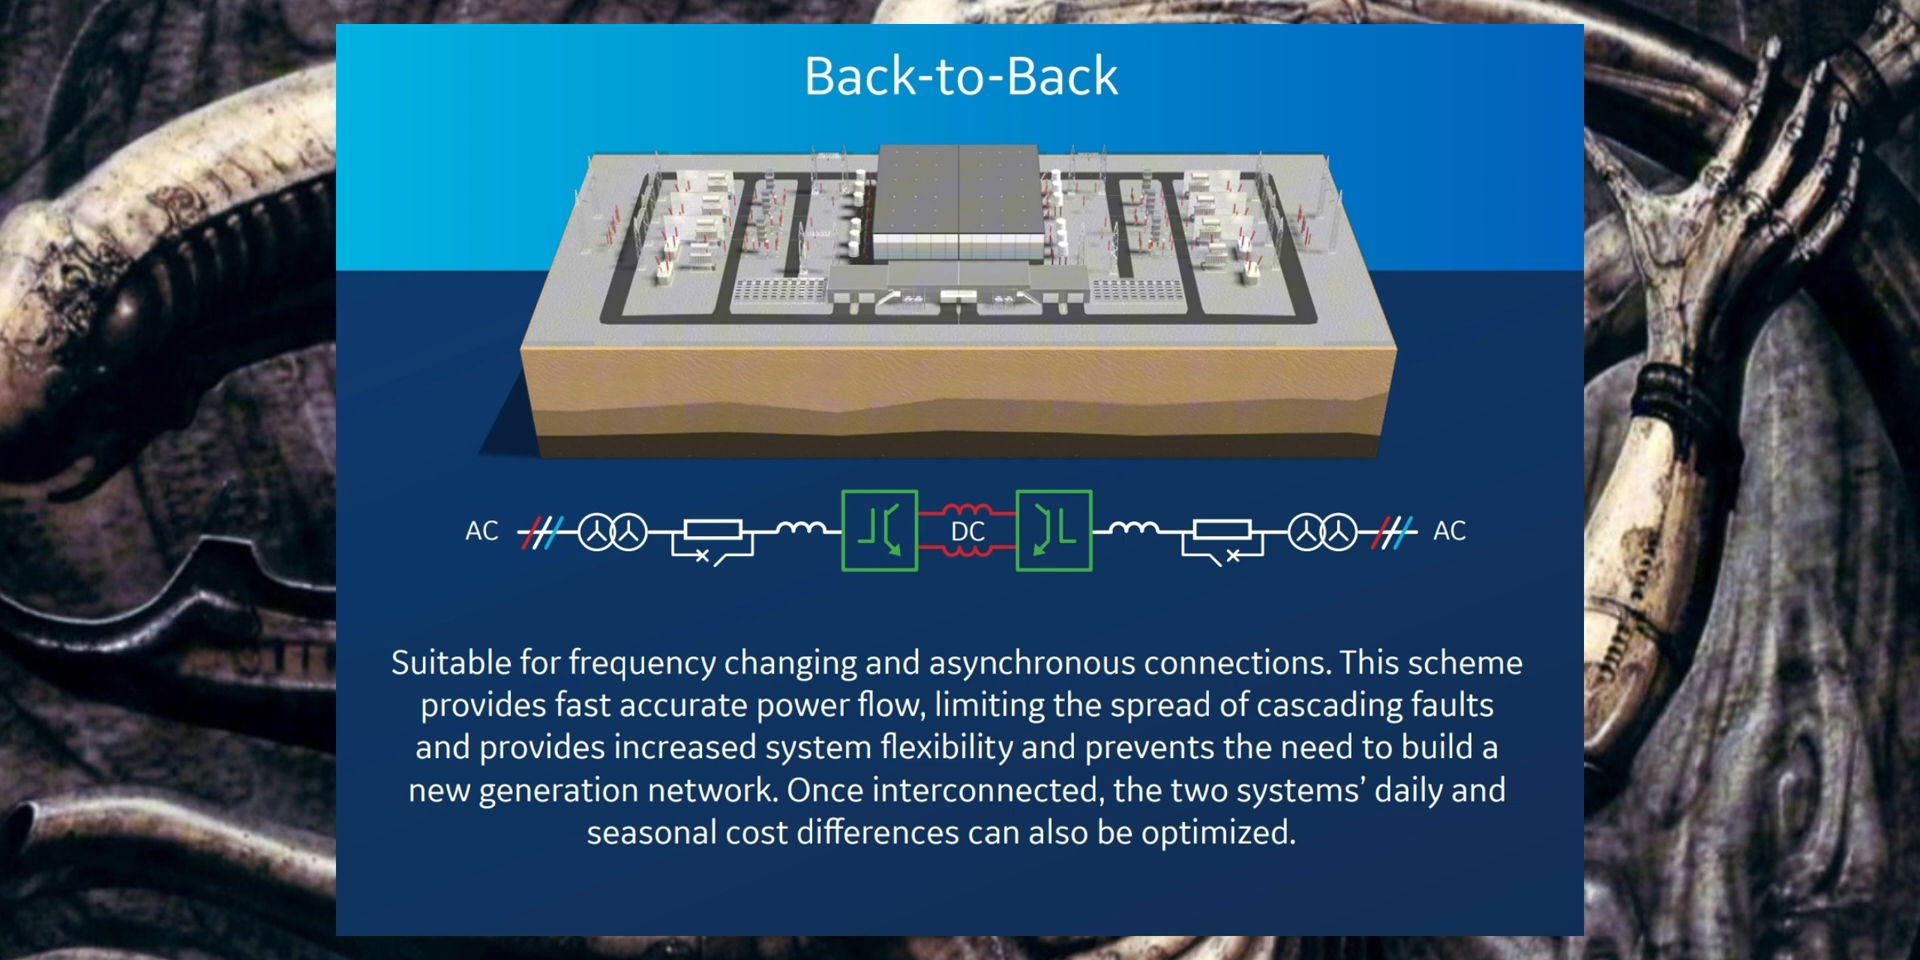 Back-to-Back
AC
DC
AC
Suitable for frequency changing and asynchronous connections. This scheme
provides fast accurate power flow, limiting the spread of cascading faults
and provides increased system flexibility and prevents the need to build a
new generation network. Once interconnected, the two systems’ daily and
seasonal cost differences can also be optimized.